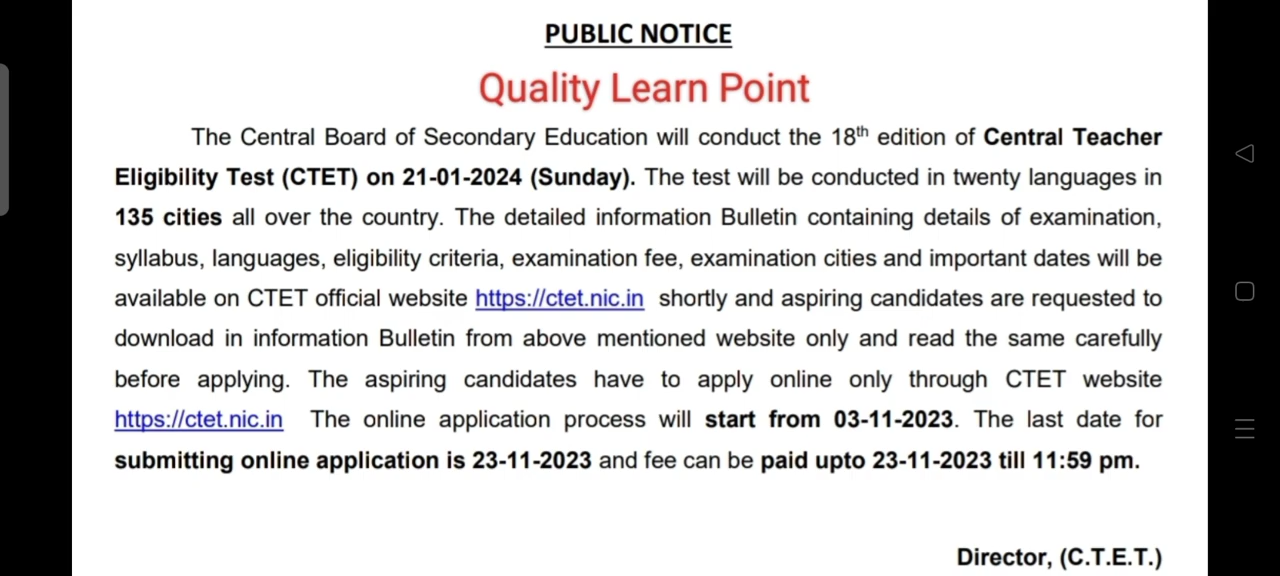 PUBLIC NOTICE
Quality Learn Point
The Central Board of Secondary Education will conduct the 18th edition of Central Teacher
Eligibility Test (CTET) on 21-01-2024 (Sunday). The test will be conducted in twenty languages in
135 cities all over the country. The detailed information Bulletin containing details of examination,
syllabus, languages, eligibility criteria, examination fee, examination cities and important dates will be
available on CTET official website https://ctet.nic.in shortly and aspiring candidates are requested to
download in information Bulletin from above mentioned website only and read the same carefully
before applying. The aspiring candidates have to apply online only through CTET website
https://ctet.nic.in The online application process will start from 03-11-2023. The last date for
submitting online application is 23-11-2023 and fee can be paid upto 23-11-2023 till 11:59 pm.
Director, (C.T.E.T.)